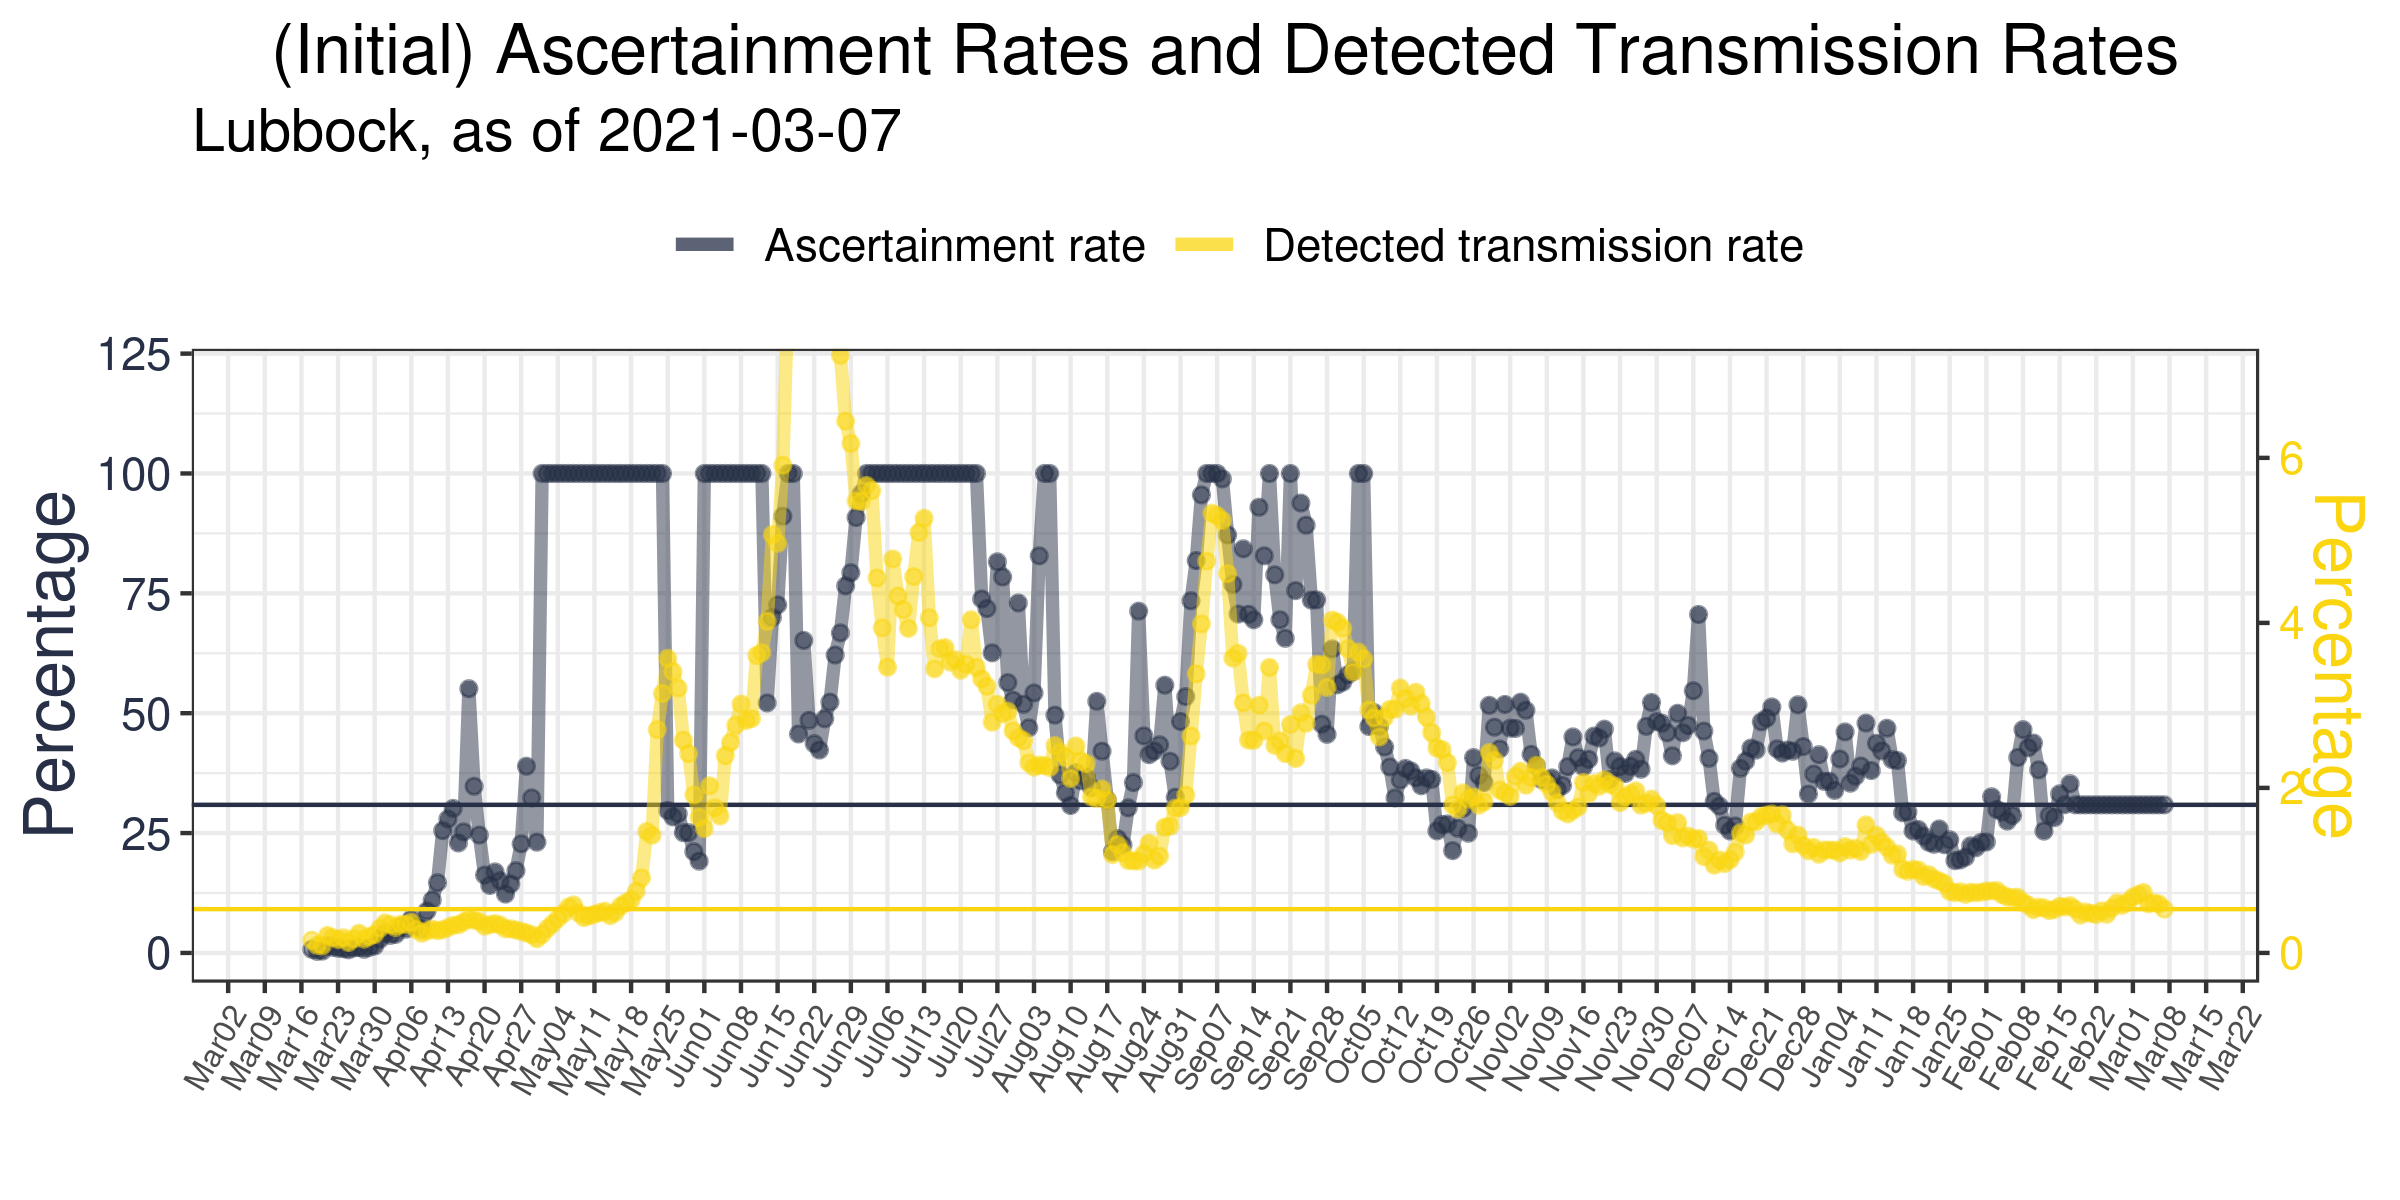 (Initial) Ascertainment Rates and Detected Transmission Rates
Lubbock, as of 2021-03-07
Ascertainment rate
Detected transmission rate
125
100
75
50
25
0
Percentage
6
4
2
0
Percentage
Mar02
Mar09
Mar16
Mar23
Mar30
Apr06
Apr13
Apr20
Apr27
May04
May11
May18
May25
Jun01
Jun08
Jun15
Jun22
Jun29
Jul06
Jul13
Jul20
Jul27
Aug03
Aug10
Aug17
Aug24
Aug31
Sep07
Sep14
Sep21
Sep28
Oct05
Oct12
Oct19
Oct26
Nov02
Nov09
Nov16
Nov23
Nov30
Dec07
Dec14
Dec21
Dec28
Dec04
Jan11
Jan18
Jan25
Feb01
Feb08
Feb15
Feb22
Mar01
Mar08
Mar15
Mar22